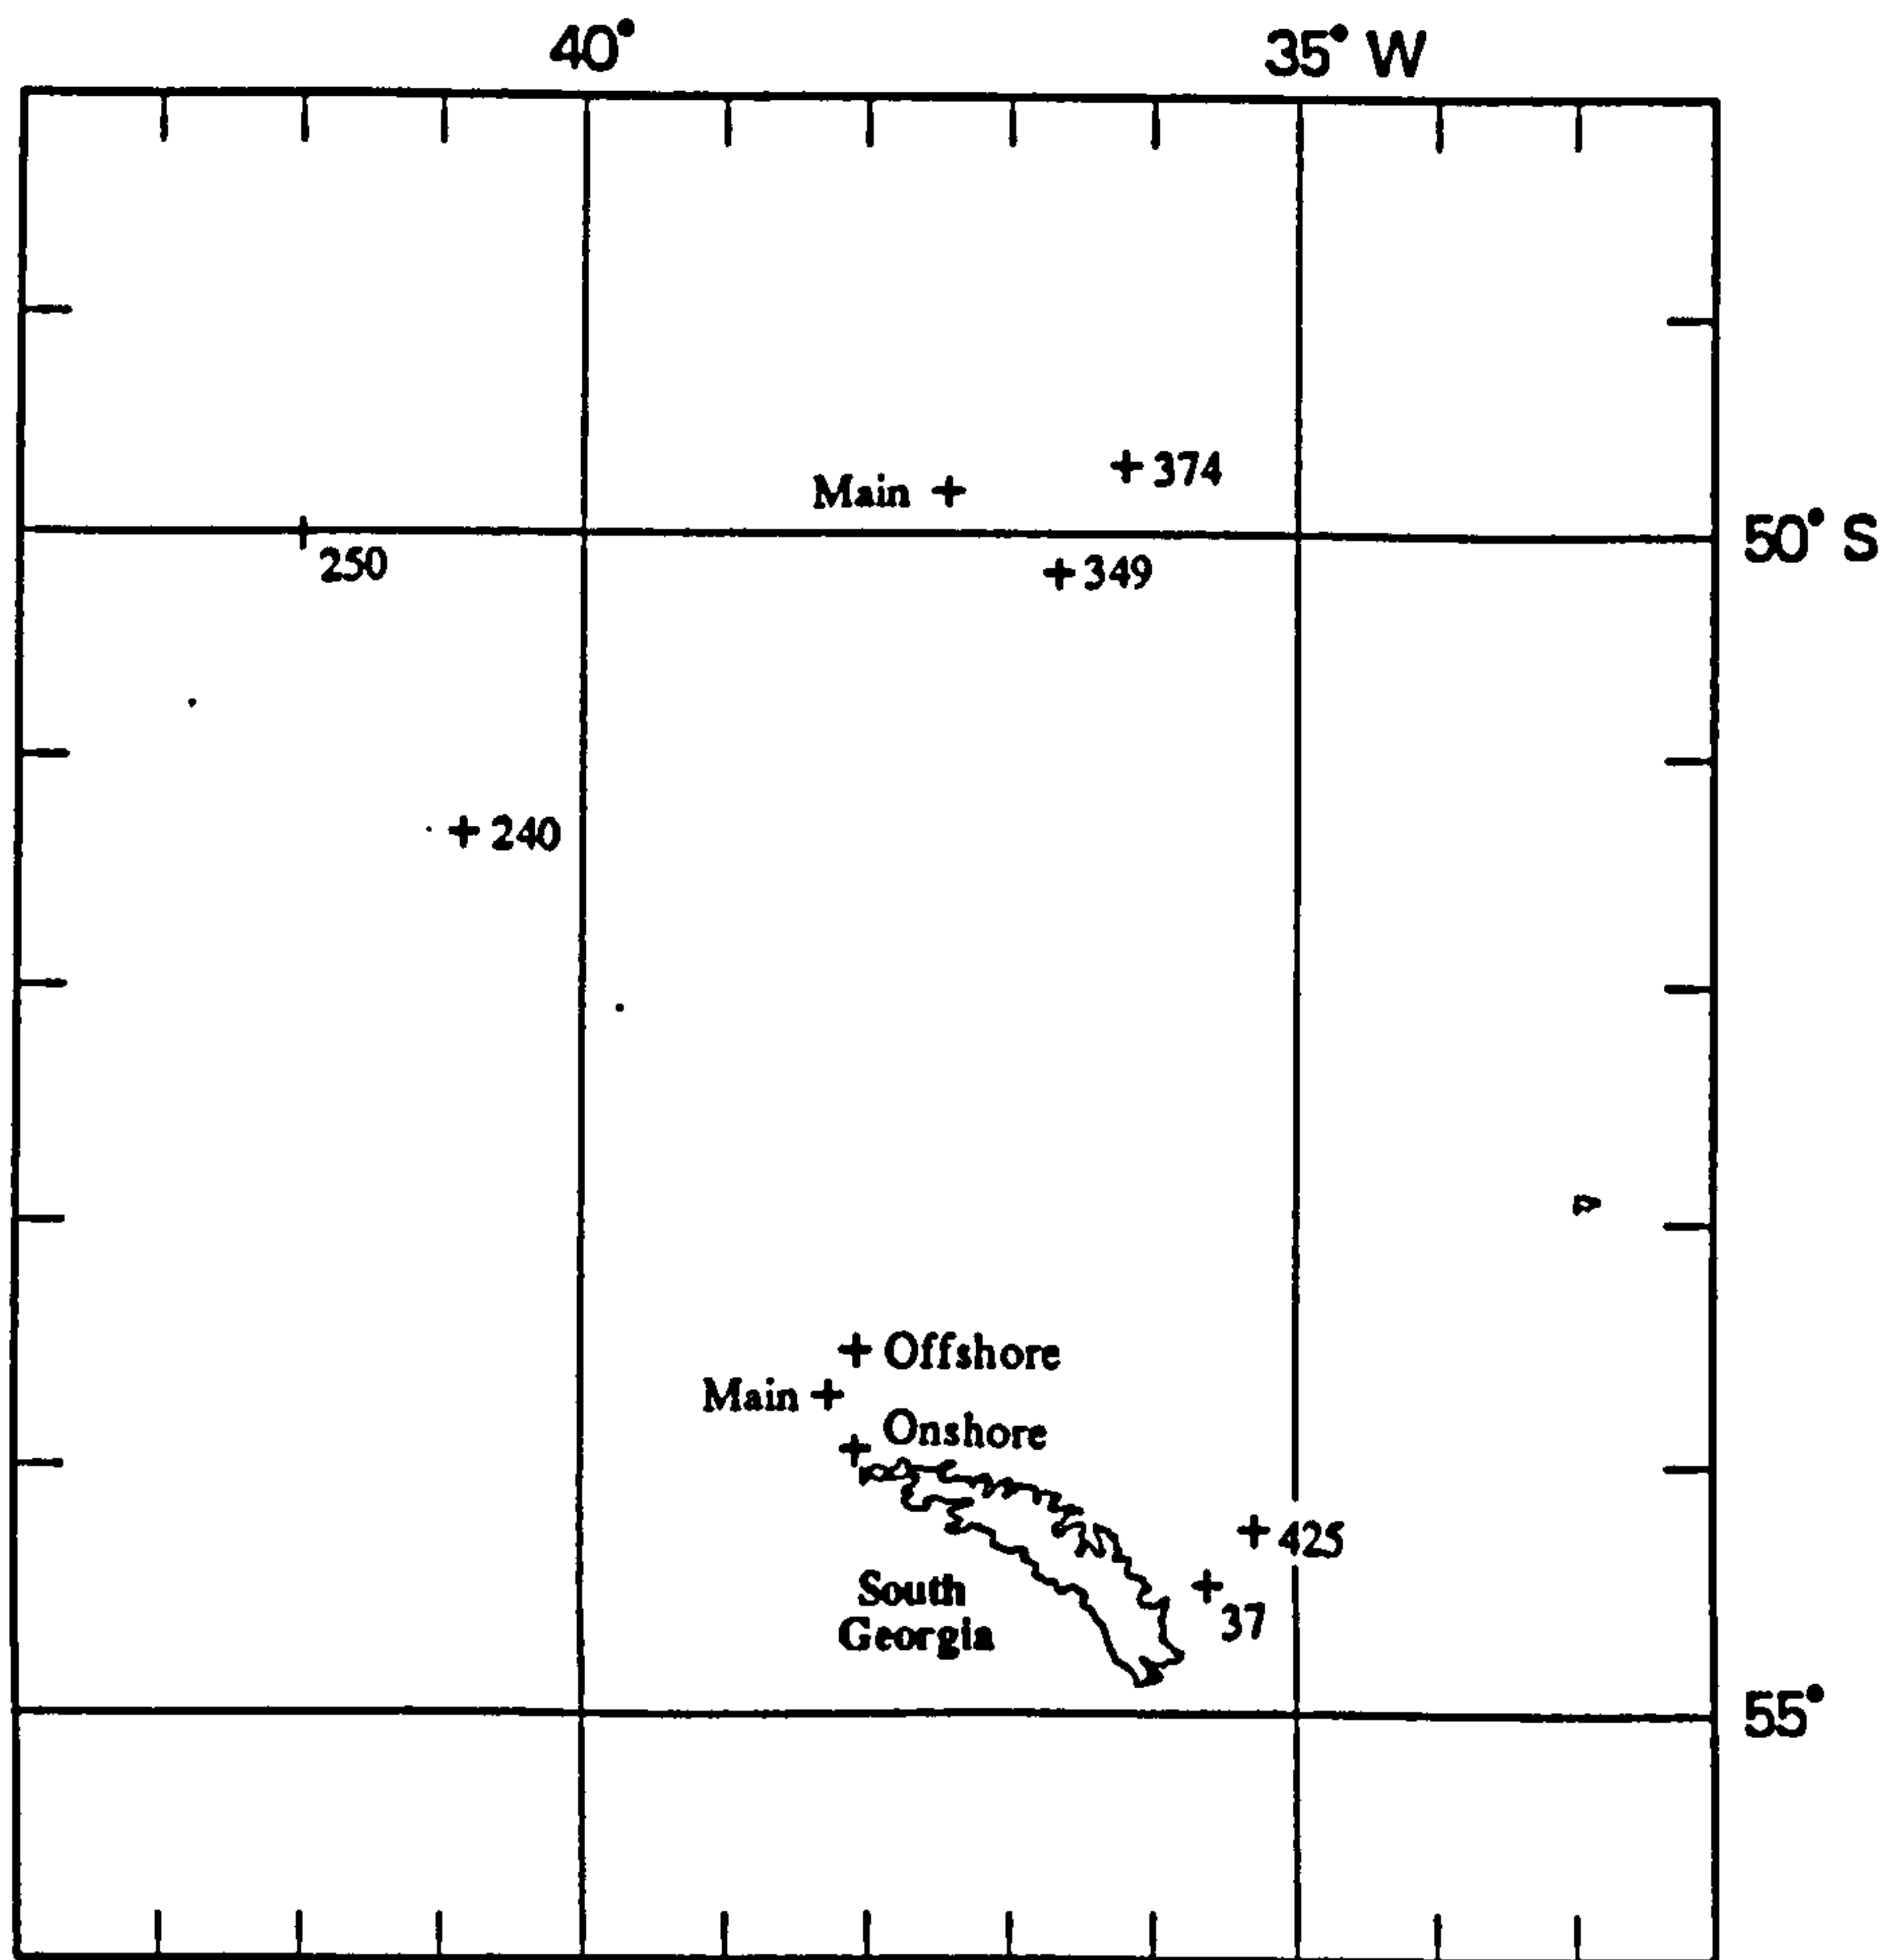 40°
35° W
+ 374
Main +
50° S
250
+ 349
+ 240
+ Offshore
Main +
Onshore
+
+ 425
South
Georgia
+
37
55°